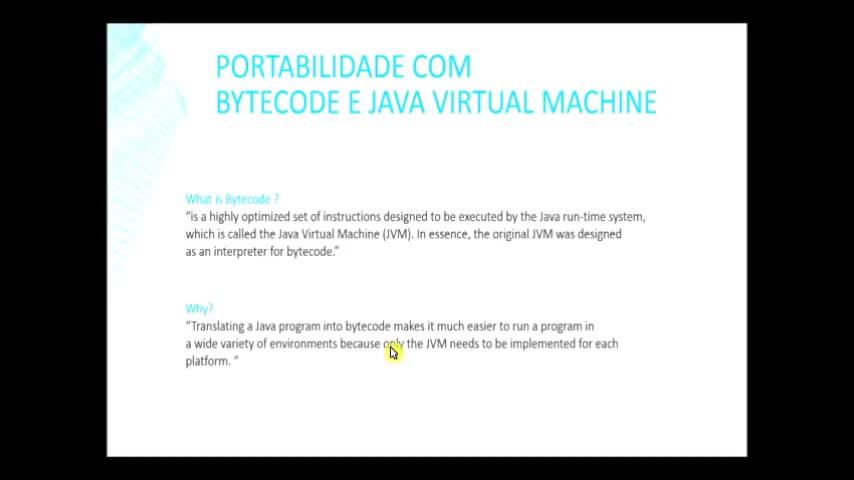 PORTABILIDADE COM
BYTECODE E JAVA VIRTUAL MACHINE
What is Bytecode ?
“is a highly optimized set of instructions designed to be executed by the Java run-time system,
which is called the Java Virtual Machine (JVM). In essence, the original JVM was designed
as an interpreter for bytecode.”
Why?
“Translating a Java program into bytecode makes it much easier to run a program in
a wide variety of environments because only the JVM needs to be implemented for each
platform. “